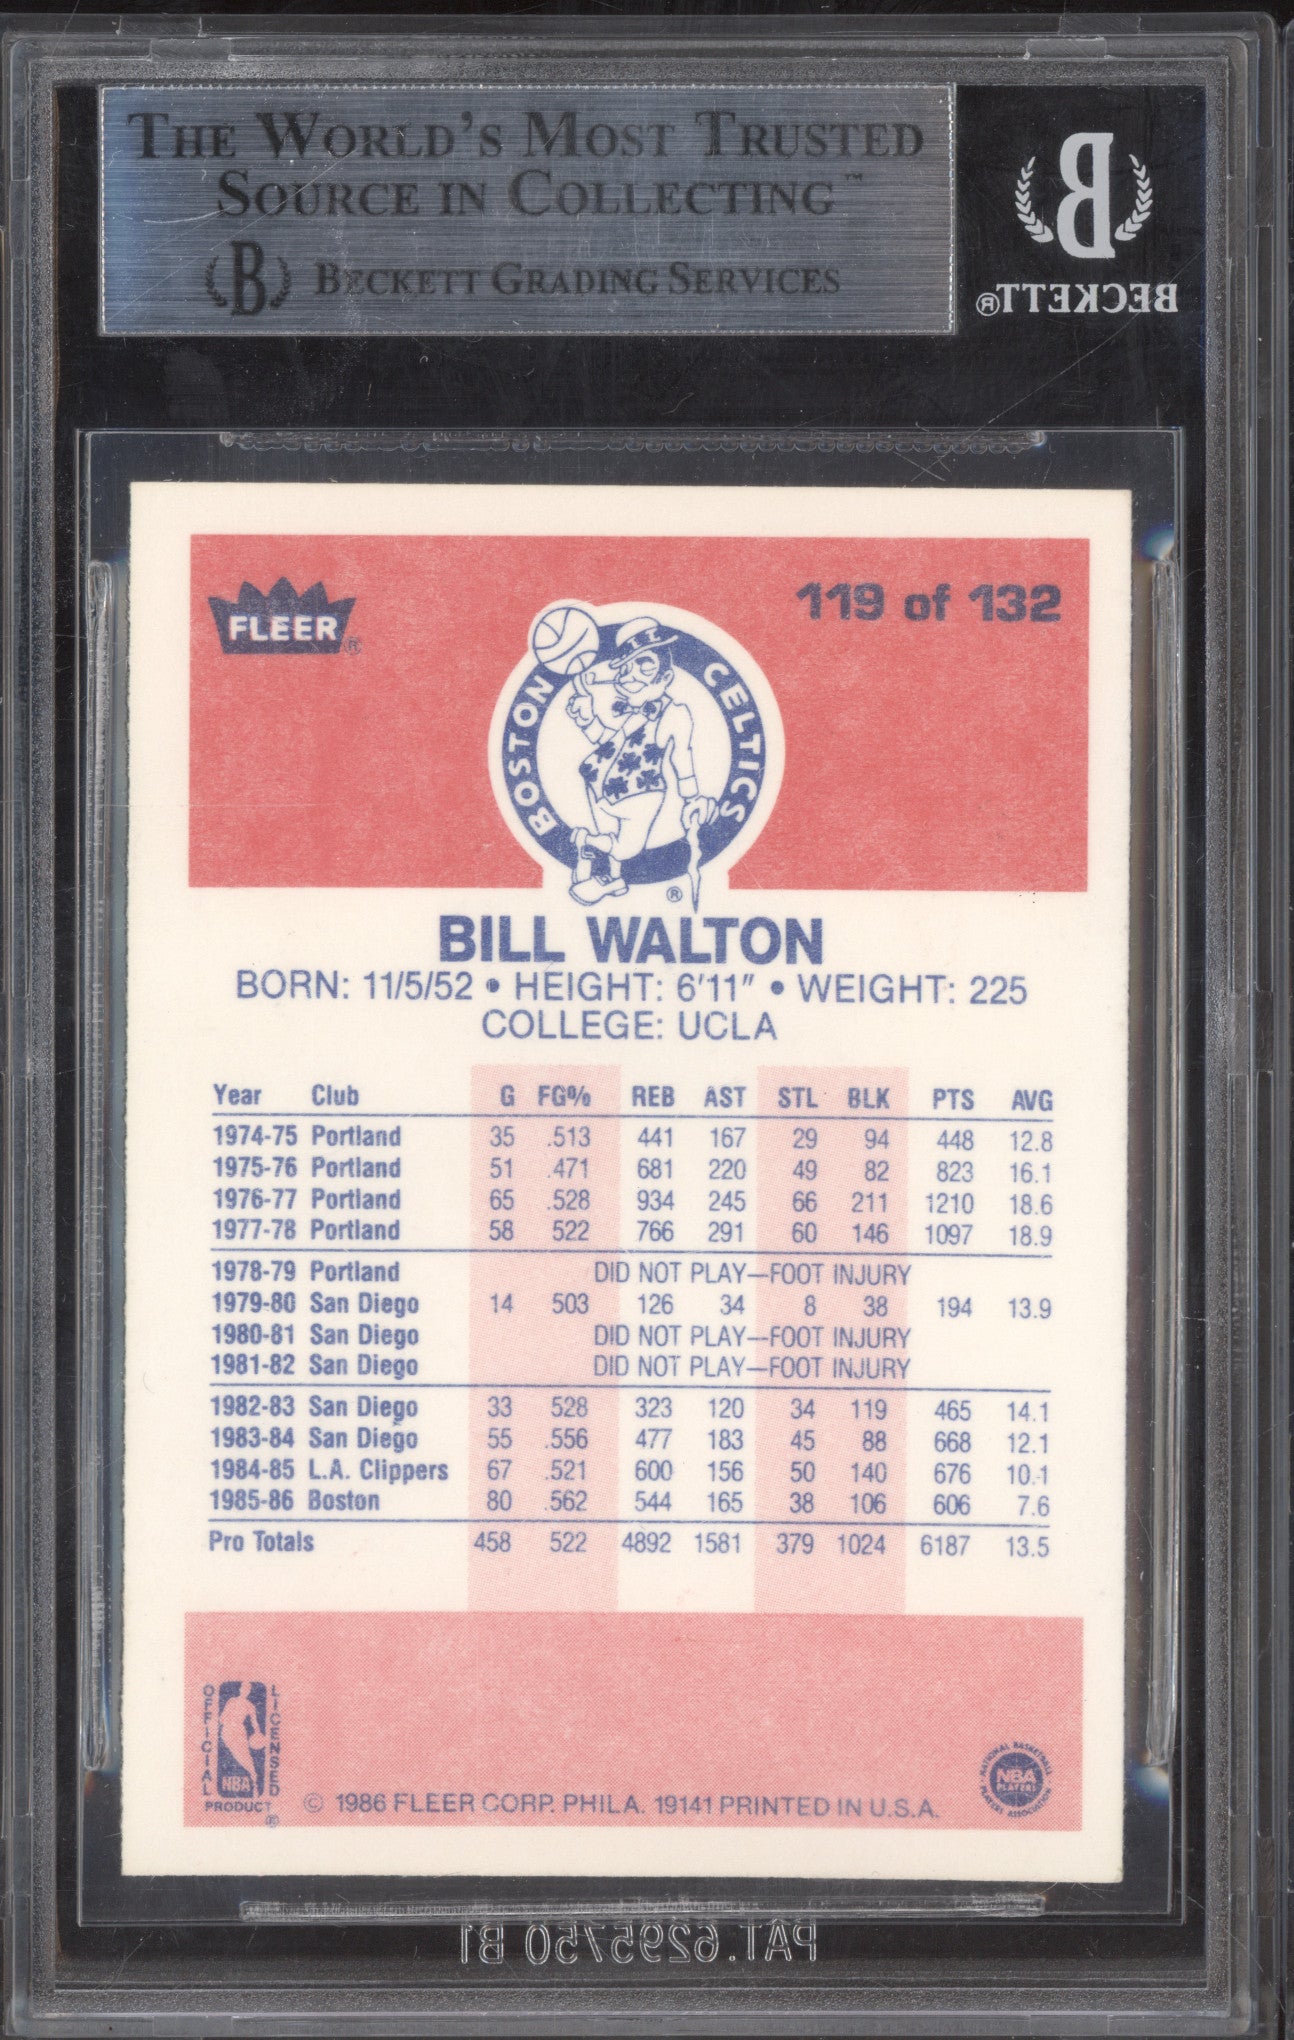 THE WORLD'S MOST TRUSTED
SOURCE IN COLLECTING™
B BECKETT GRADING SERVICES
B
BECKETT®
FLEER®
119 of 132
BOSTON CELTICS
®
BILL WALTON
BORN: 11/5/52 • HEIGHT: 6'11" • WEIGHT: 225
COLLEGE: UCLA
Year Club G FG% REB AST STL BLK PTS AVG
1974-75 Portland 35 .513 441 167 29 94 448 12.8
1975-76 Portland 51 .471 681 220 49 82 823 16.1
1976-77 Portland 65 .528 934 245 66 211 1210 18.6
1977-78 Portland 58 .522 766 291 60 146 1097 18.9
1978-79 Portland DID NOT PLAY—FOOT INJURY
1979-80 San Diego 14 .503 126 34 8 38 194 13.9
1980-81 San Diego DID NOT PLAY—FOOT INJURY
1981-82 San Diego DID NOT PLAY—FOOT INJURY
1982-83 San Diego 33 .528 323 120 34 119 465 14.1
1983-84 San Diego 55 .556 477 183 45 88 668 12.1
1984-85 L.A. Clippers 67 .521 600 156 50 140 676 10.1
1985-86 Boston 80 .562 544 165 38 106 606 7.6
Pro Totals 458 .522 4892 1581 379 1024 6187 13.5
OFFICIAL LICENSED
NBA
PRODUCT®
© 1986 FLEER CORP. PHILA. 19141 PRINTED IN U.S.A.
NATIONAL BASKETBALL
NBA
PLAYERS
PLAYERS ASSOCIATION
PAT. 6295750 B1